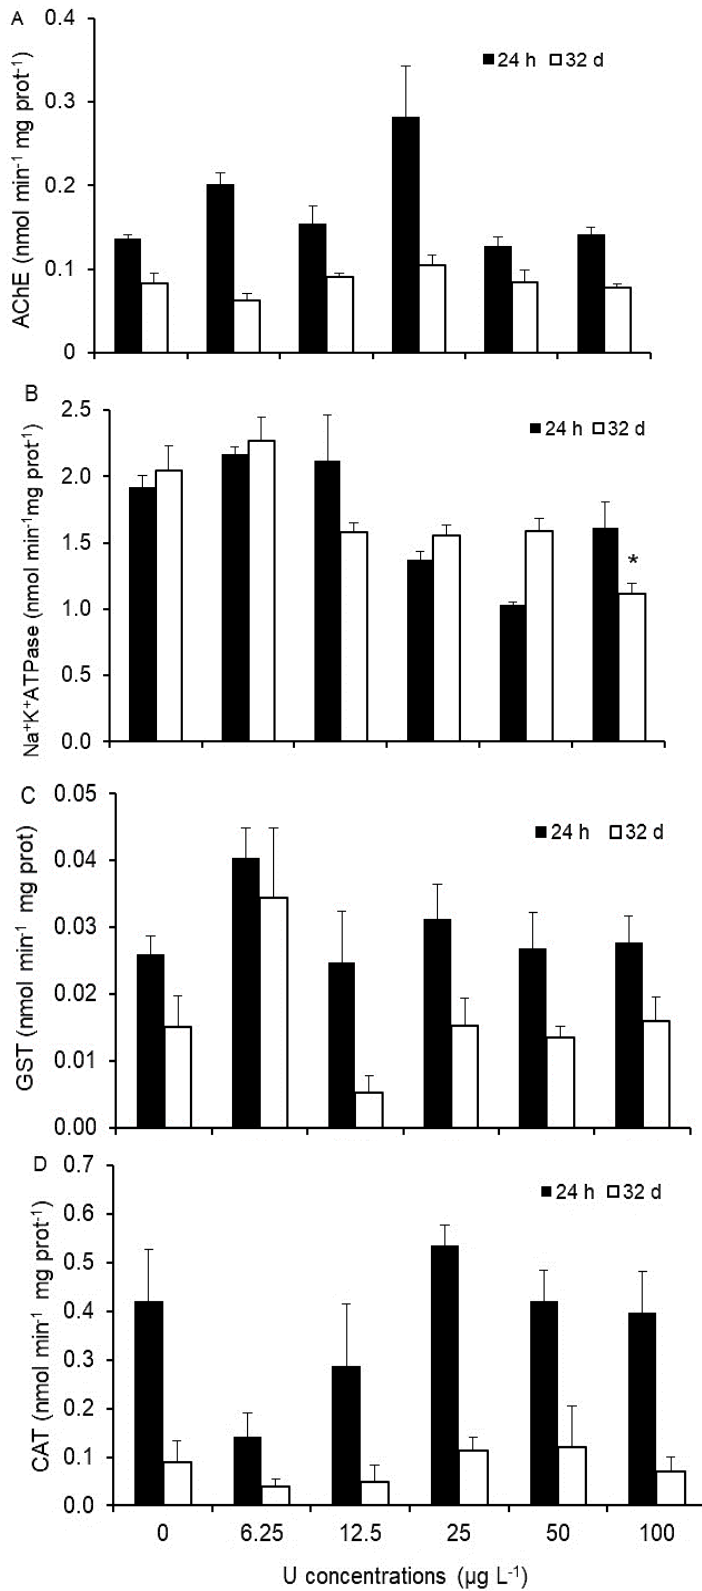 A
AChE (nmol min-1 mg prot-1)
0.4
0.3
0.2
0.1
0
24 h 32 d
B
Na+K+ATPase (nmol min-1mg prot-1)
2.5
2.0
1.5
1.0
0.5
0.0
24 h 32 d
*
C
GST (nmol min-1 mg prot)
0.05
0.04
0.03
0.02
0.01
0.00
24 h 32 d
D
CAT (nmol min-1 mg prot-1)
0.7
0.6
0.5
0.4
0.3
0.2
0.1
0.0
24 h 32 d
0 6.25 12.5 25 50 100
U concentrations (µg L-1)